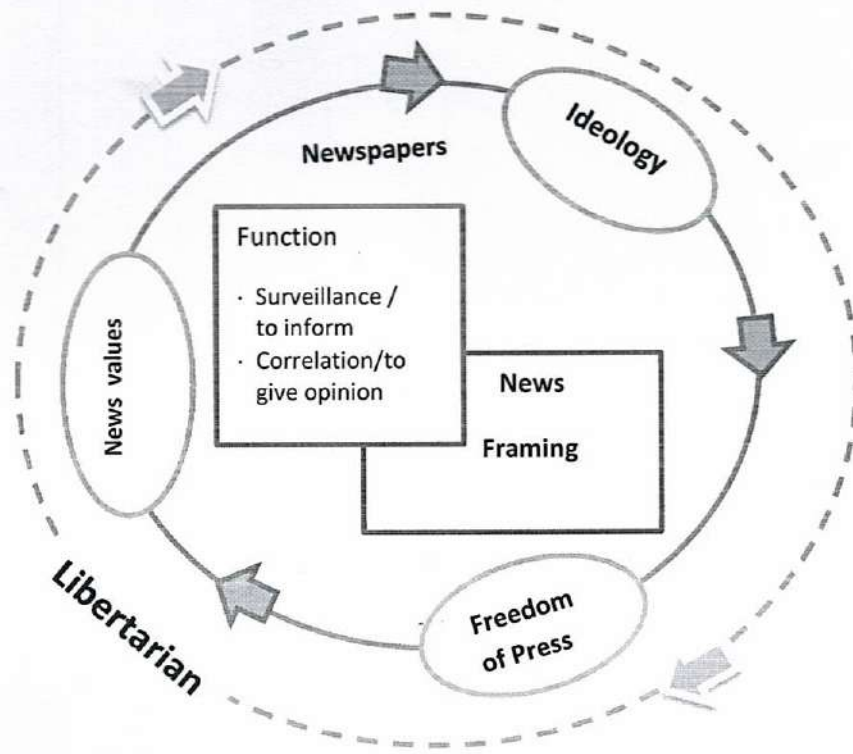 Ideology
Newspapers
Function
· Surveillance /
to inform
· Correlation/to
give opinion
News values
News
Framing
Freedom
of Press
Libertarian